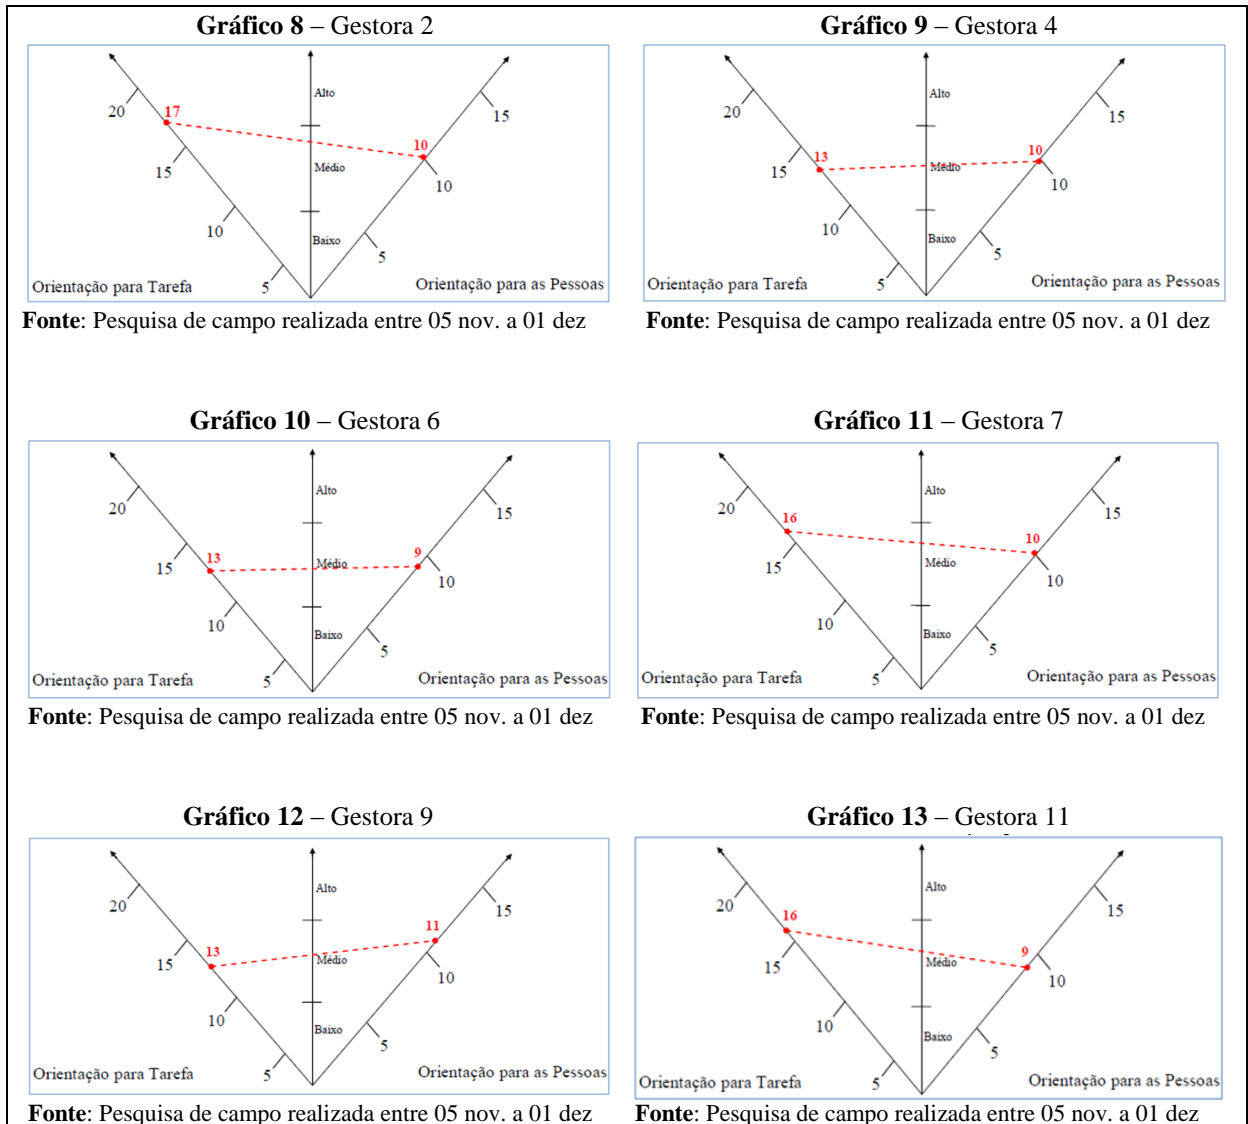 Gráfico 8 – Gestora 2
20
17
15
10
5
Alto
Médio
Baixo
15
10
10
5
Orientação para Tarefa
Orientação para as Pessoas
Fonte: Pesquisa de campo realizada entre 05 nov. a 01 dez
Gráfico 9 – Gestora 4
20
13
15
10
5
Alto
Médio
Baixo
15
10
10
5
Orientação para Tarefa
Orientação para as Pessoas
Fonte: Pesquisa de campo realizada entre 05 nov. a 01 dez
Gráfico 10 – Gestora 6
20
13
15
10
5
Alto
Médio
Baixo
15
9
10
5
Orientação para Tarefa
Orientação para as Pessoas
Fonte: Pesquisa de campo realizada entre 05 nov. a 01 dez
Gráfico 11 – Gestora 7
20
16
15
10
5
Alto
Médio
Baixo
15
10
10
5
Orientação para Tarefa
Orientação para as Pessoas
Fonte: Pesquisa de campo realizada entre 05 nov. a 01 dez
Gráfico 12 – Gestora 9
20
13
15
10
5
Alto
Médio
Baixo
15
11
10
5
Orientação para Tarefa
Orientação para as Pessoas
Fonte: Pesquisa de campo realizada entre 05 nov. a 01 dez
Gráfico 13 – Gestora 11
20
16
15
10
5
Alto
Médio
Baixo
15
9
10
5
Orientação para Tarefa
Orientação para as Pessoas
Fonte: Pesquisa de campo realizada entre 05 nov. a 01 dez